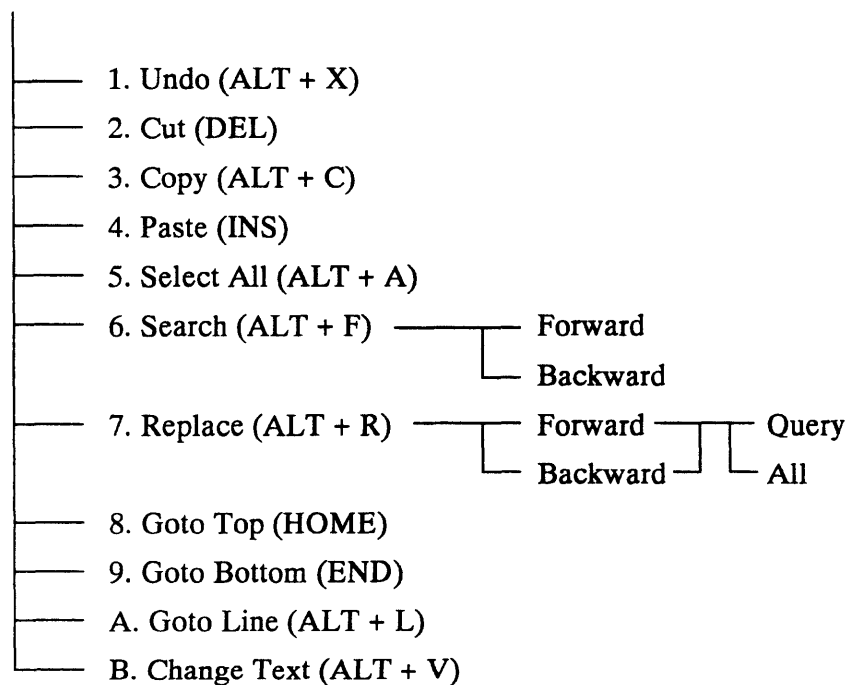 1. Undo (ALT + X)
2. Cut (DEL)
3. Copy (ALT + C)
4. Paste (INS)
5. Select All (ALT + A)
6. Search (ALT + F) Forward
Backward
7. Replace (ALT + R) Forward Query
Backward All
8. Goto Top (HOME)
9. Goto Bottom (END)
A. Goto Line (ALT + L)
B. Change Text (ALT + V)